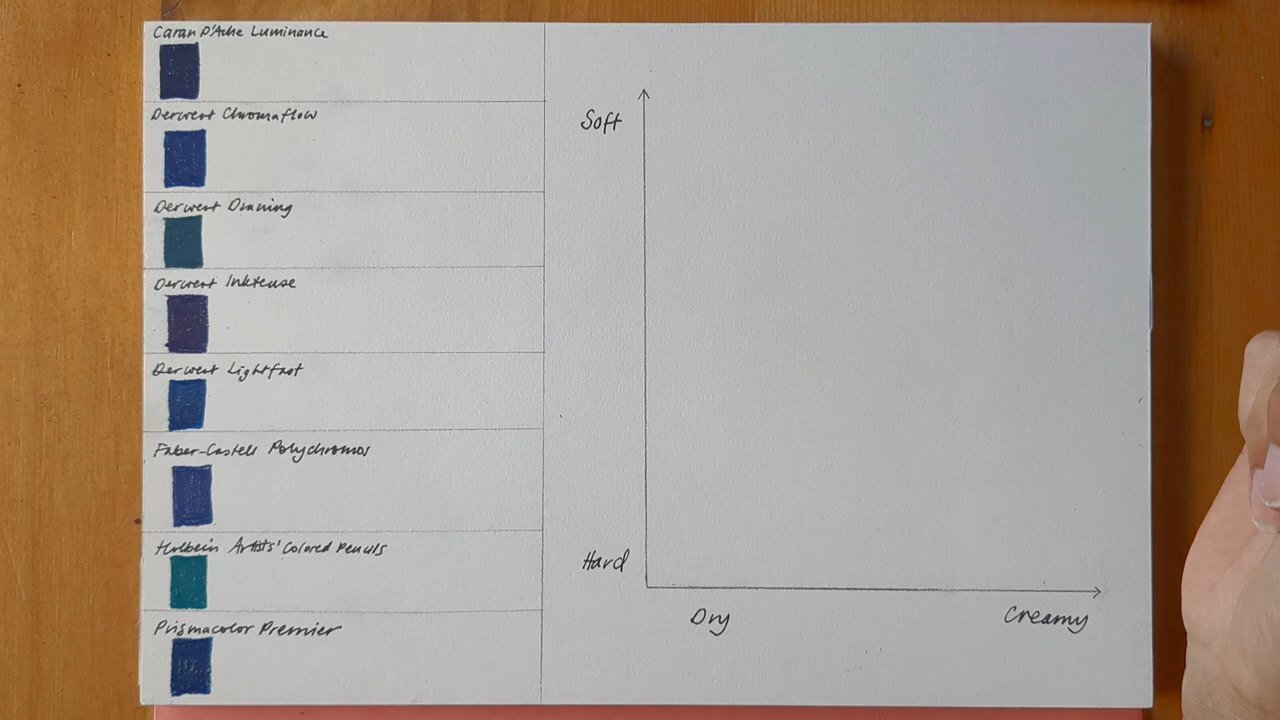 Caran D'Ache Luminance
Derwent Chromaflow
Derwent Drawing
Derwent Inktense
Derwent Lightfast
Faber-Castell Polychromos
Holbein Artists' Colored Pencils
Prismacolor Premier
Soft
Hard
Dry
Creamy